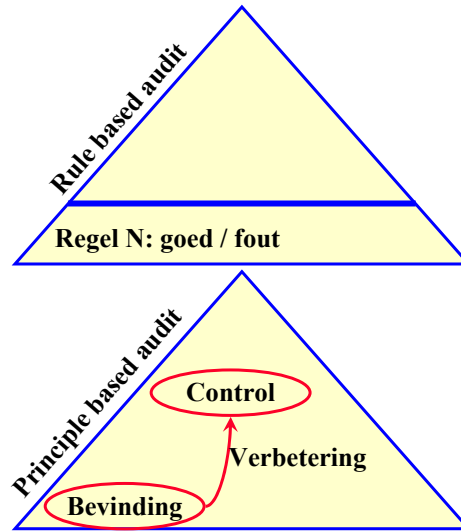 Rule based audit
Regel N: goed / fout
Principle based audit
Control
Verbetering
Bevinding